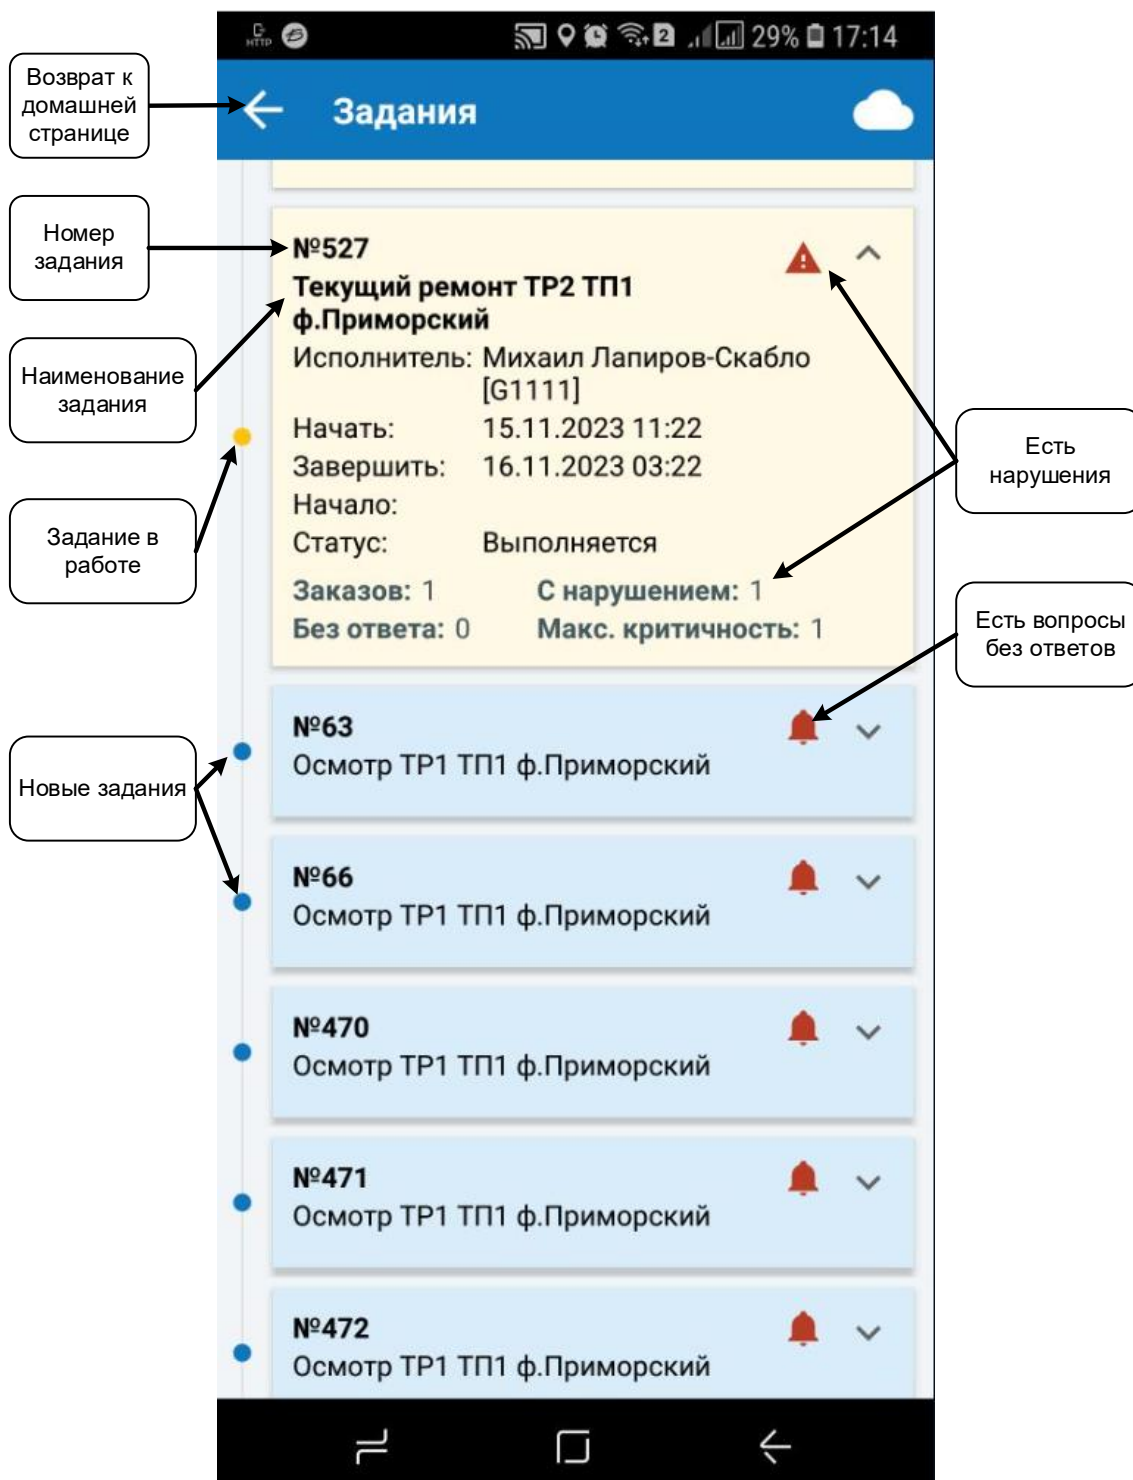 HTTP 2 29% 17:14
Возврат к
домашней
странице
Задания
Номер
задания
№527
Текущий ремонт ТР2 ТП1
ф.Приморский
Наименование
задания
Исполнитель: Михаил Лапиров-Скабло
[G1111]
Начать: 15.11.2023 11:22
Завершить: 16.11.2023 03:22
Начало:
Статус: Выполняется
Заказов: 1 С нарушением: 1
Без ответа: 0 Макс. критичность: 1
Есть
нарушения
Задание в
работе
Есть вопросы
без ответов
№63
Осмотр ТР1 ТП1 ф.Приморский
Новые задания
№66
Осмотр ТР1 ТП1 ф.Приморский
№470
Осмотр ТР1 ТП1 ф.Приморский
№471
Осмотр ТР1 ТП1 ф.Приморский
№472
Осмотр ТР1 ТП1 ф.Приморский